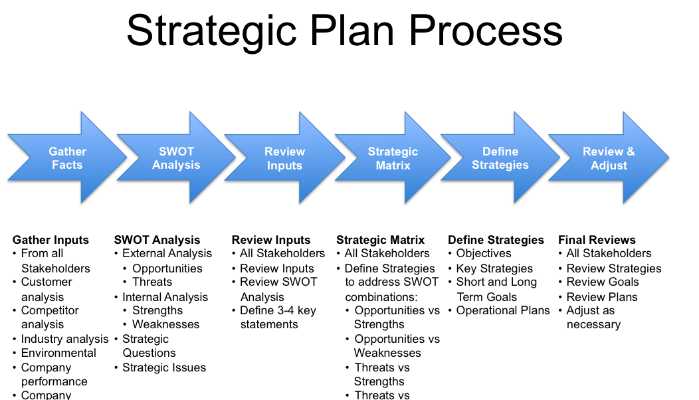 Strategic Plan Process
Gather
Facts
SWOT
Analysis
Review
Inputs
Strategic
Matrix
Define
Strategies
Review &
Adjust
Gather Inputs
• From all
Stakeholders
• Customer
analysis
• Competitor
analysis
• Industry analysis
• Environmental
• Company
performance
• Company
SWOT Analysis
• External Analysis
• Opportunities
• Threats
• Internal Analysis
• Strengths
• Weaknesses
• Strategic
Questions
• Strategic Issues
Review Inputs
• All Stakeholders
• Review Inputs
• Review SWOT
Analysis
• Define 3-4 key
statements
Strategic Matrix
• All Stakeholders
• Define Strategies
to address SWOT
combinations:
• Opportunities vs
Strengths
• Opportunities vs
Weaknesses
• Threats vs
Strengths
• Threats vs
Define Strategies
• Objectives
• Key Strategies
• Short and Long
Term Goals
• Operational Plans
Final Reviews
• All Stakeholders
• Review Strategies
• Review Goals
• Review Plans
• Adjust as
necessary